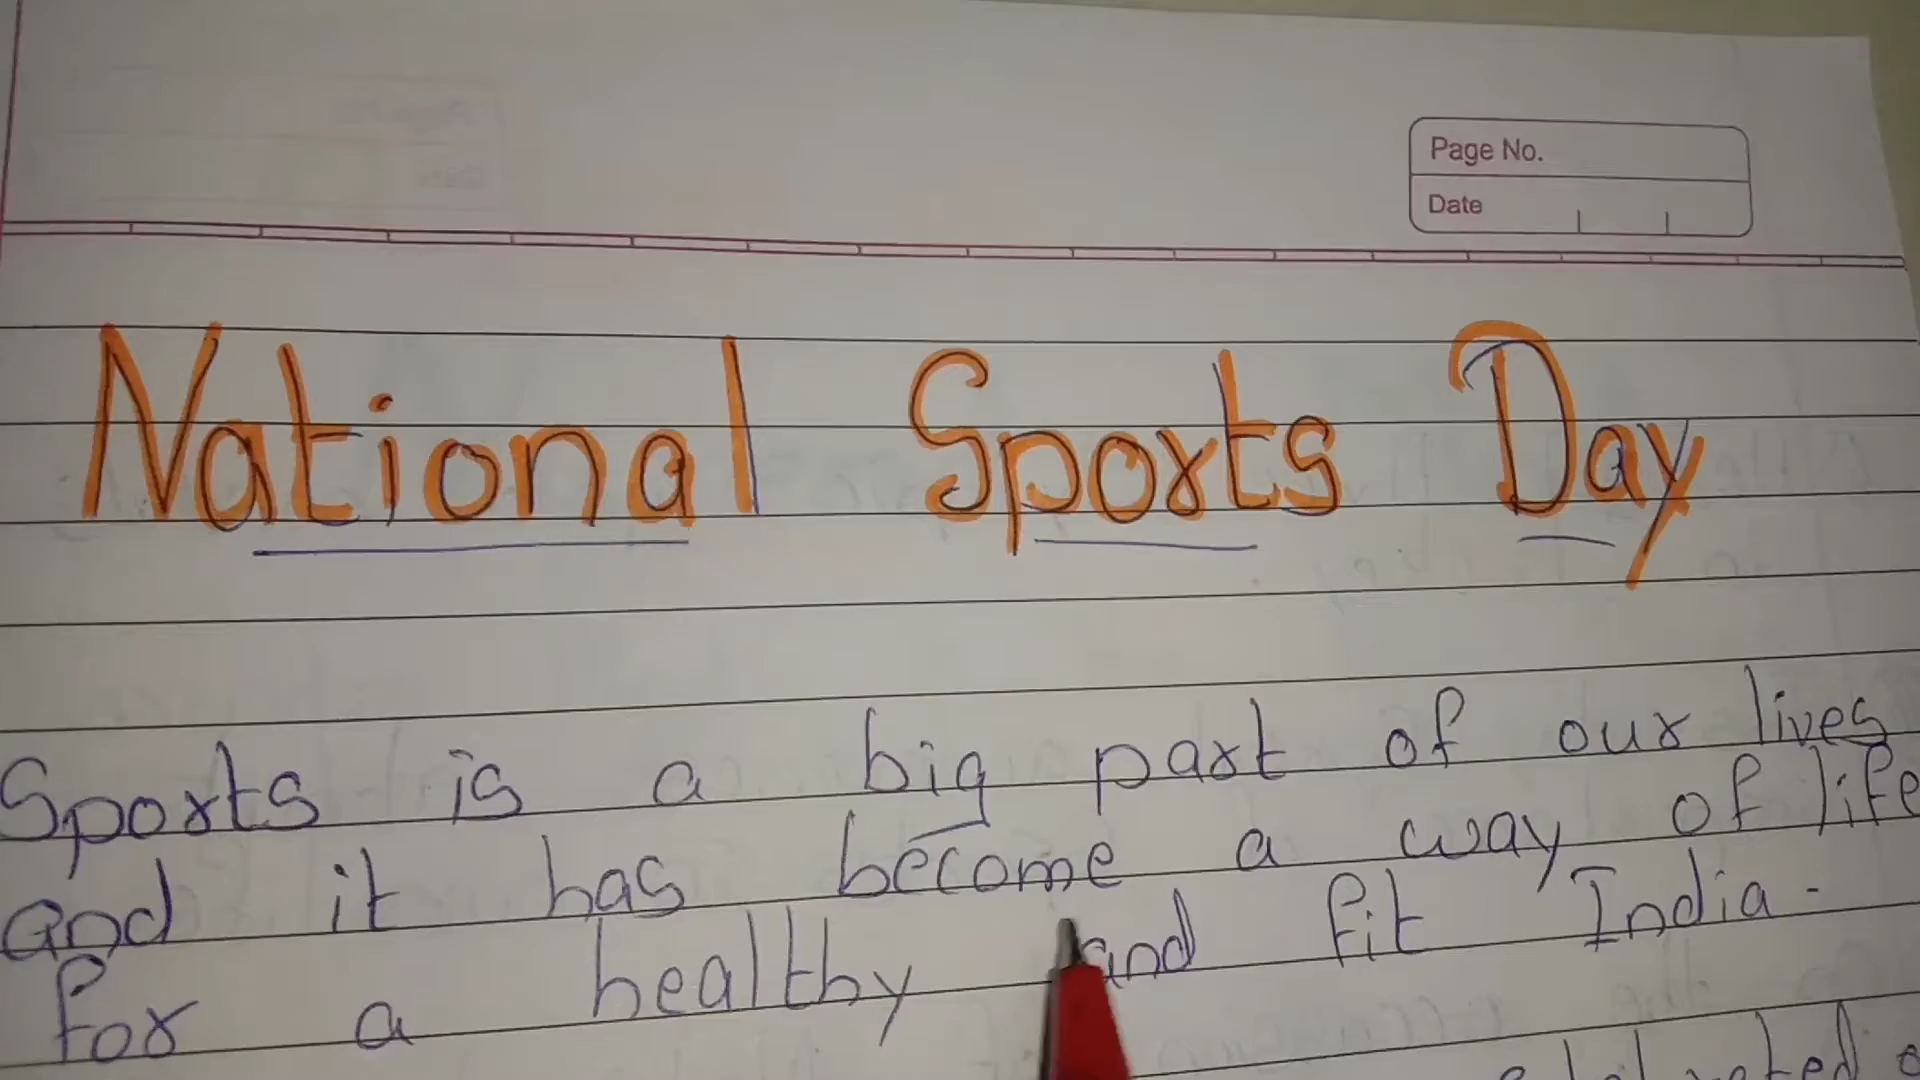 Page No.
Date
National Sports Day
Sports is a big part of our lives
and it has become a way of life
for a healthy and fit India.